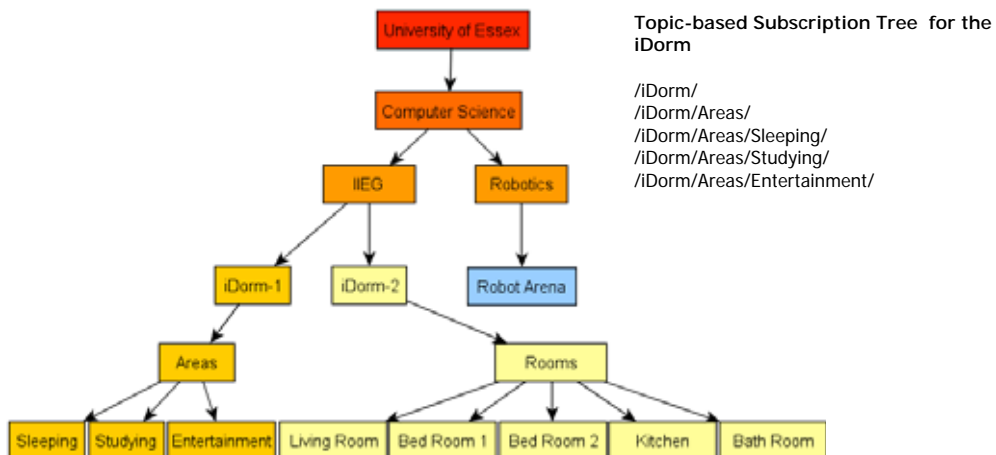 University of Essex
Topic-based Subscription Tree for the
iDorm
/iDorm/
/iDorm/Areas/
/iDorm/Areas/Sleeping/
/iDorm/Areas/Studying/
/iDorm/Areas/Entertainment/
Computer Science
IIEG
Robotics
iDorm-1
iDorm-2
Robot Arena
Areas
Rooms
Sleeping
Studying
Entertainment
Living Room
Bed Room 1
Bed Room 2
Kitchen
Bath Room